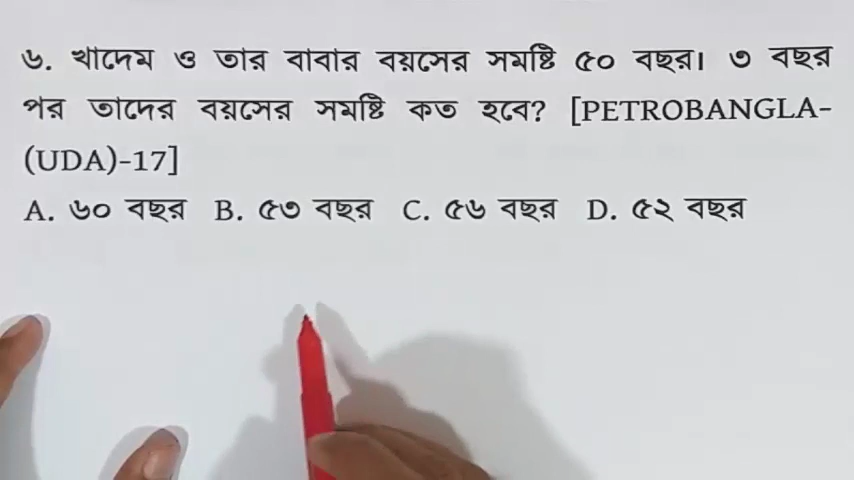 ৬. খাদেম ও তার বাবার বয়সের সমষ্টি ৫০ বছর। ৩ বছর
পর তাদের বয়সের সমষ্টি কত হবে? [PETROBANGLA-
(UDA)-17]
A. ৬০ বছর B. ৫৩ বছর C. ৫৬ বছর D. ৫২ বছর